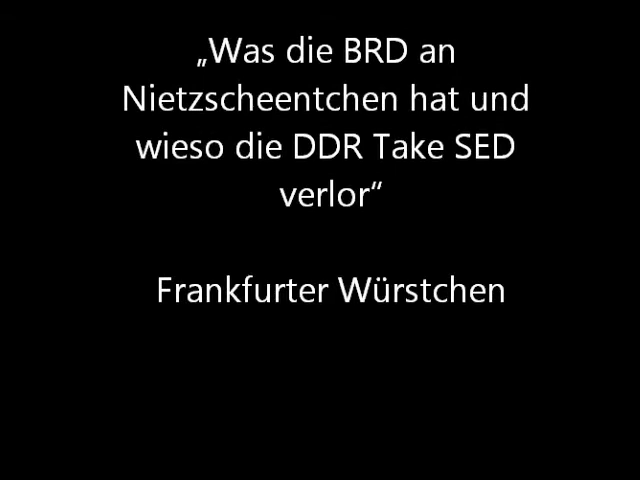 „Was die BRD an
Nietzscheentchen hat und
wieso die DDR Take SED
verlor“
Frankfurter Würstchen